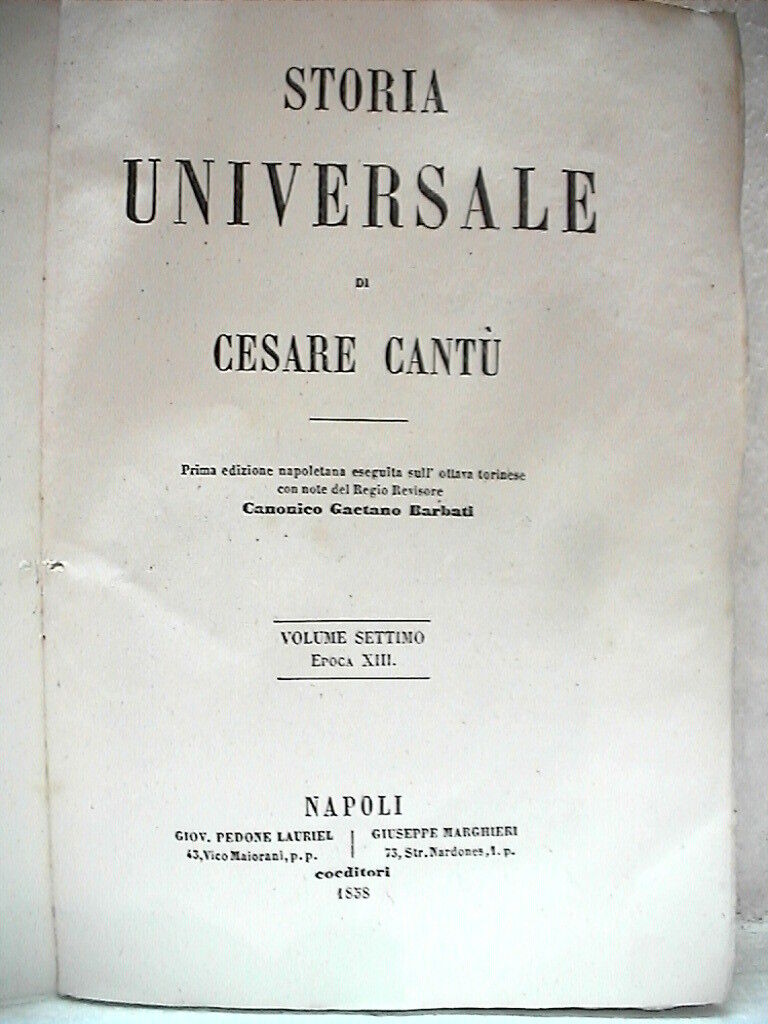 STORIA
UNIVERSALE
DI
CESARE CANTÙ
Prima edizione napoletana eseguita sull' ottava torinese
con note del Regio Revisore
Canonico Gaetano Barbati
VOLUME SETTIMO
EPOCA XIII.
NAPOLI
GIOV. PEDONE LAURIEL | GIUSEPPE MARGHIERI
43, Vico Maiorani, p. p. | 73, Str. Nardones, 1. p.
coeditori
1858